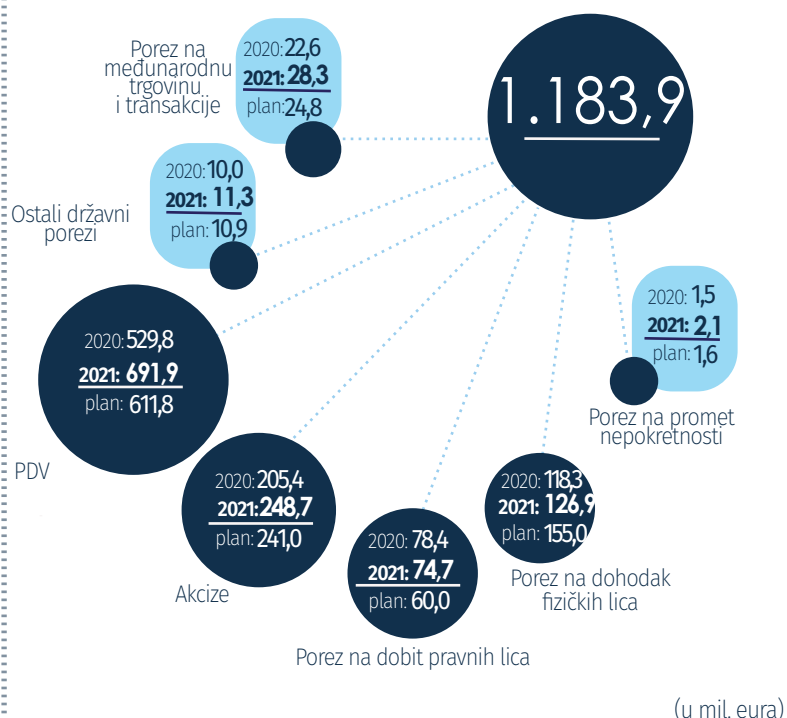 1.183,9
Porez na
međunarodnu
trgovinu
i transakcije
2020: 22,6
2021: 28,3
plan: 24,8
Ostali državni
porezi
2020: 10,0
2021: 11,3
plan: 10,9
2020: 529,8
2021: 691,9
plan: 611,8
PDV
2020: 205,4
2021: 248,7
plan: 241,0
Akcize
2020: 78,4
2021: 74,7
plan: 60,0
Porez na dobit pravnih lica
2020: 118,3
2021: 126,9
plan: 155,0
Porez na dohodak
fizičkih lica
2020: 1,5
2021: 2,1
plan: 1,6
Porez na promet
nepokretnosti
(u mil. eura)